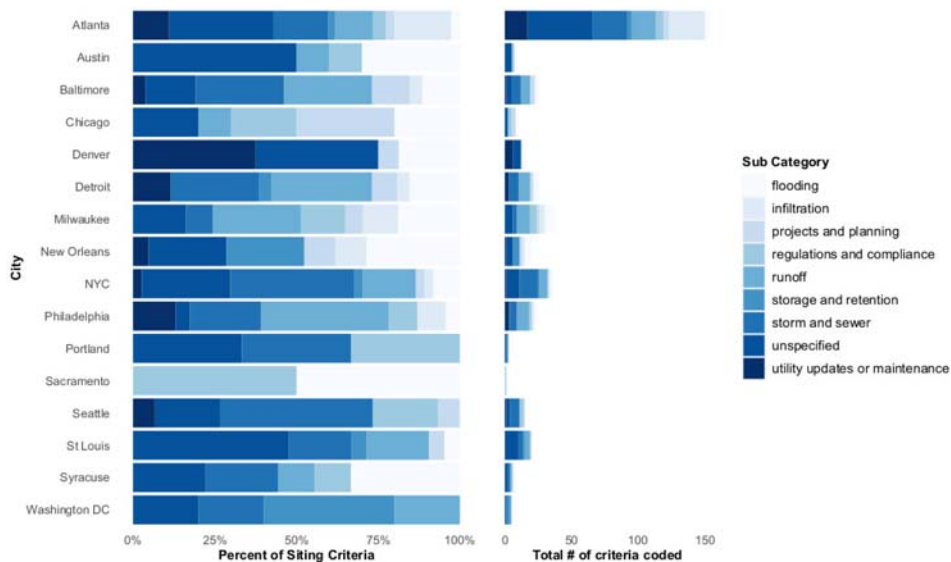 Atlanta
Austin
Baltimore
Chicago
Denver
Detroit
Milwaukee
New Orleans
NYC
Philadelphia
Portland
Sacramento
Seattle
St Louis
Syracuse
Washington DC
City
0% 25% 50% 75% 100%
Percent of Siting Criteria
0 50 100 150
Total # of criteria coded
Sub Category
flooding
infiltration
projects and planning
regulations and compliance
runoff
storage and retention
storm and sewer
unspecified
utility updates or maintenance